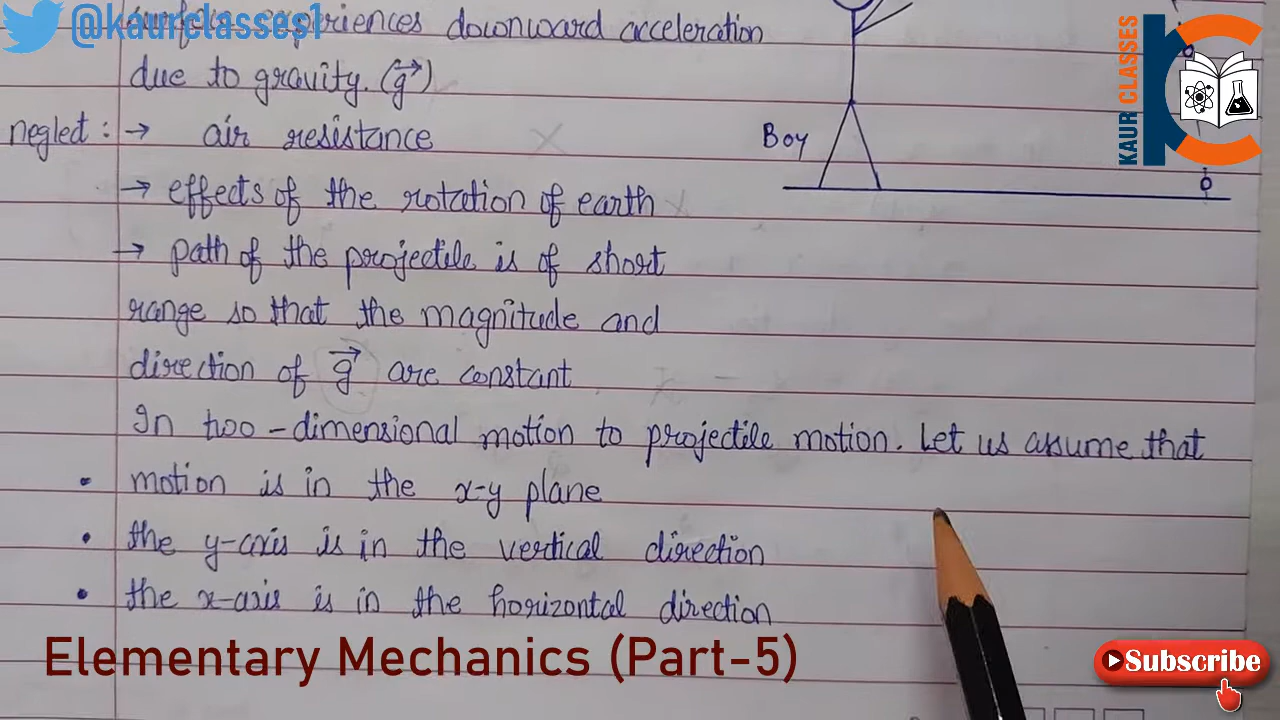 @kaurclasses1
experiences downward acceleration
due to gravity. (g⃗)
neglect : → air resistance
→ effects of the rotation of earth
→ path of the projectile is of short
range so that the magnitude and
direction of g⃗ are constant
In two-dimensional motion to projectile motion. Let us assume that
• motion is in the x-y plane
• the y-axis is in the vertical direction
• the x-axis is in the horizontal direction
Boy
KAUR CLASSES
Elementary Mechanics (Part-5)
Subscribe